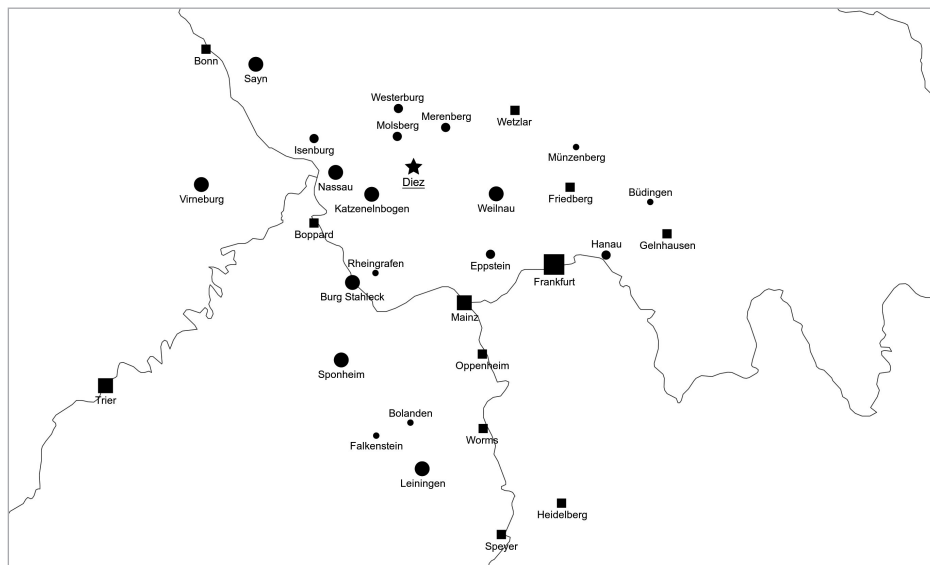 Bonn
Sayn
Westerburg
Merenberg
Molsberg
Wetzlar
Isenburg
Münzenberg
Diez
Nassau
Virneburg
Katzenelnbogen
Weilnau
Friedberg
Büdingen
Boppard
Hanau
Gelnhausen
Rheingrafen
Eppstein
Frankfurt
Burg Stahleck
Mainz
Oppenheim
Sponheim
Trier
Bolanden
Falkenstein
Worms
Leiningen
Heidelberg
Speyer